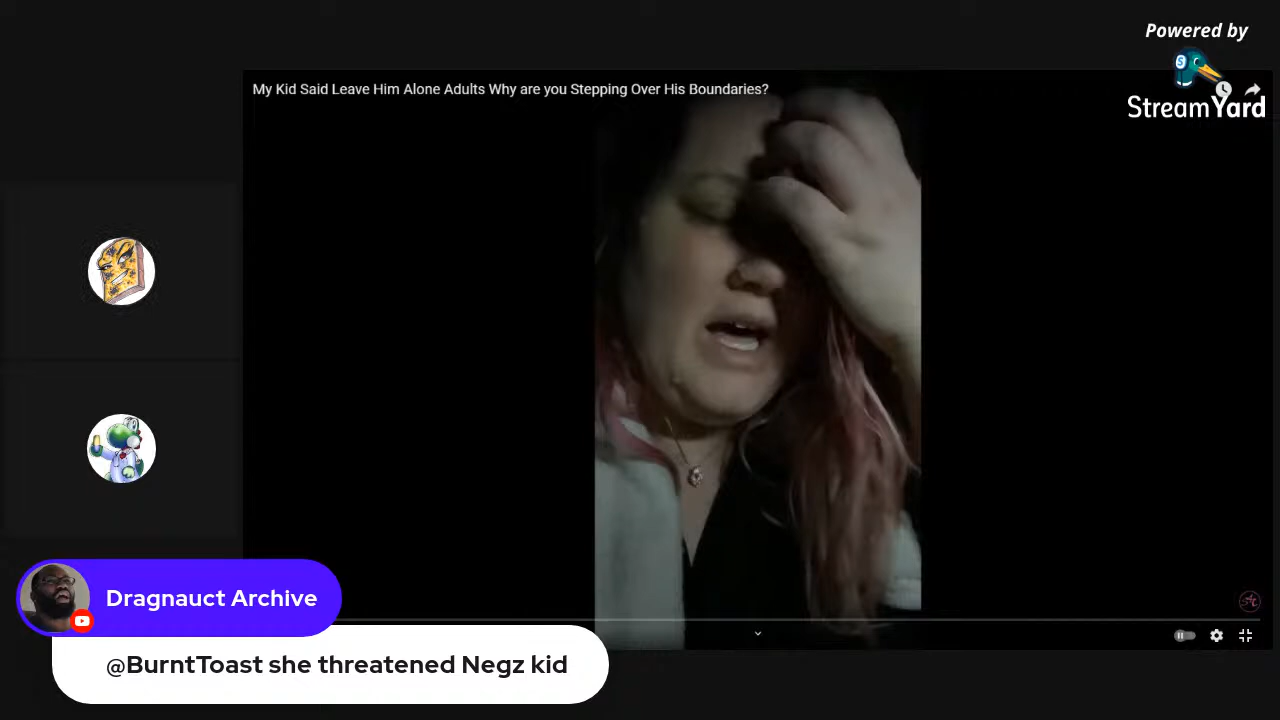 Powered by
StreamYard
My Kid Said Leave Him Alone Adults Why are you Stepping Over His Boundaries?
Dragnauct Archive
@BurntToast she threatened Negz kid